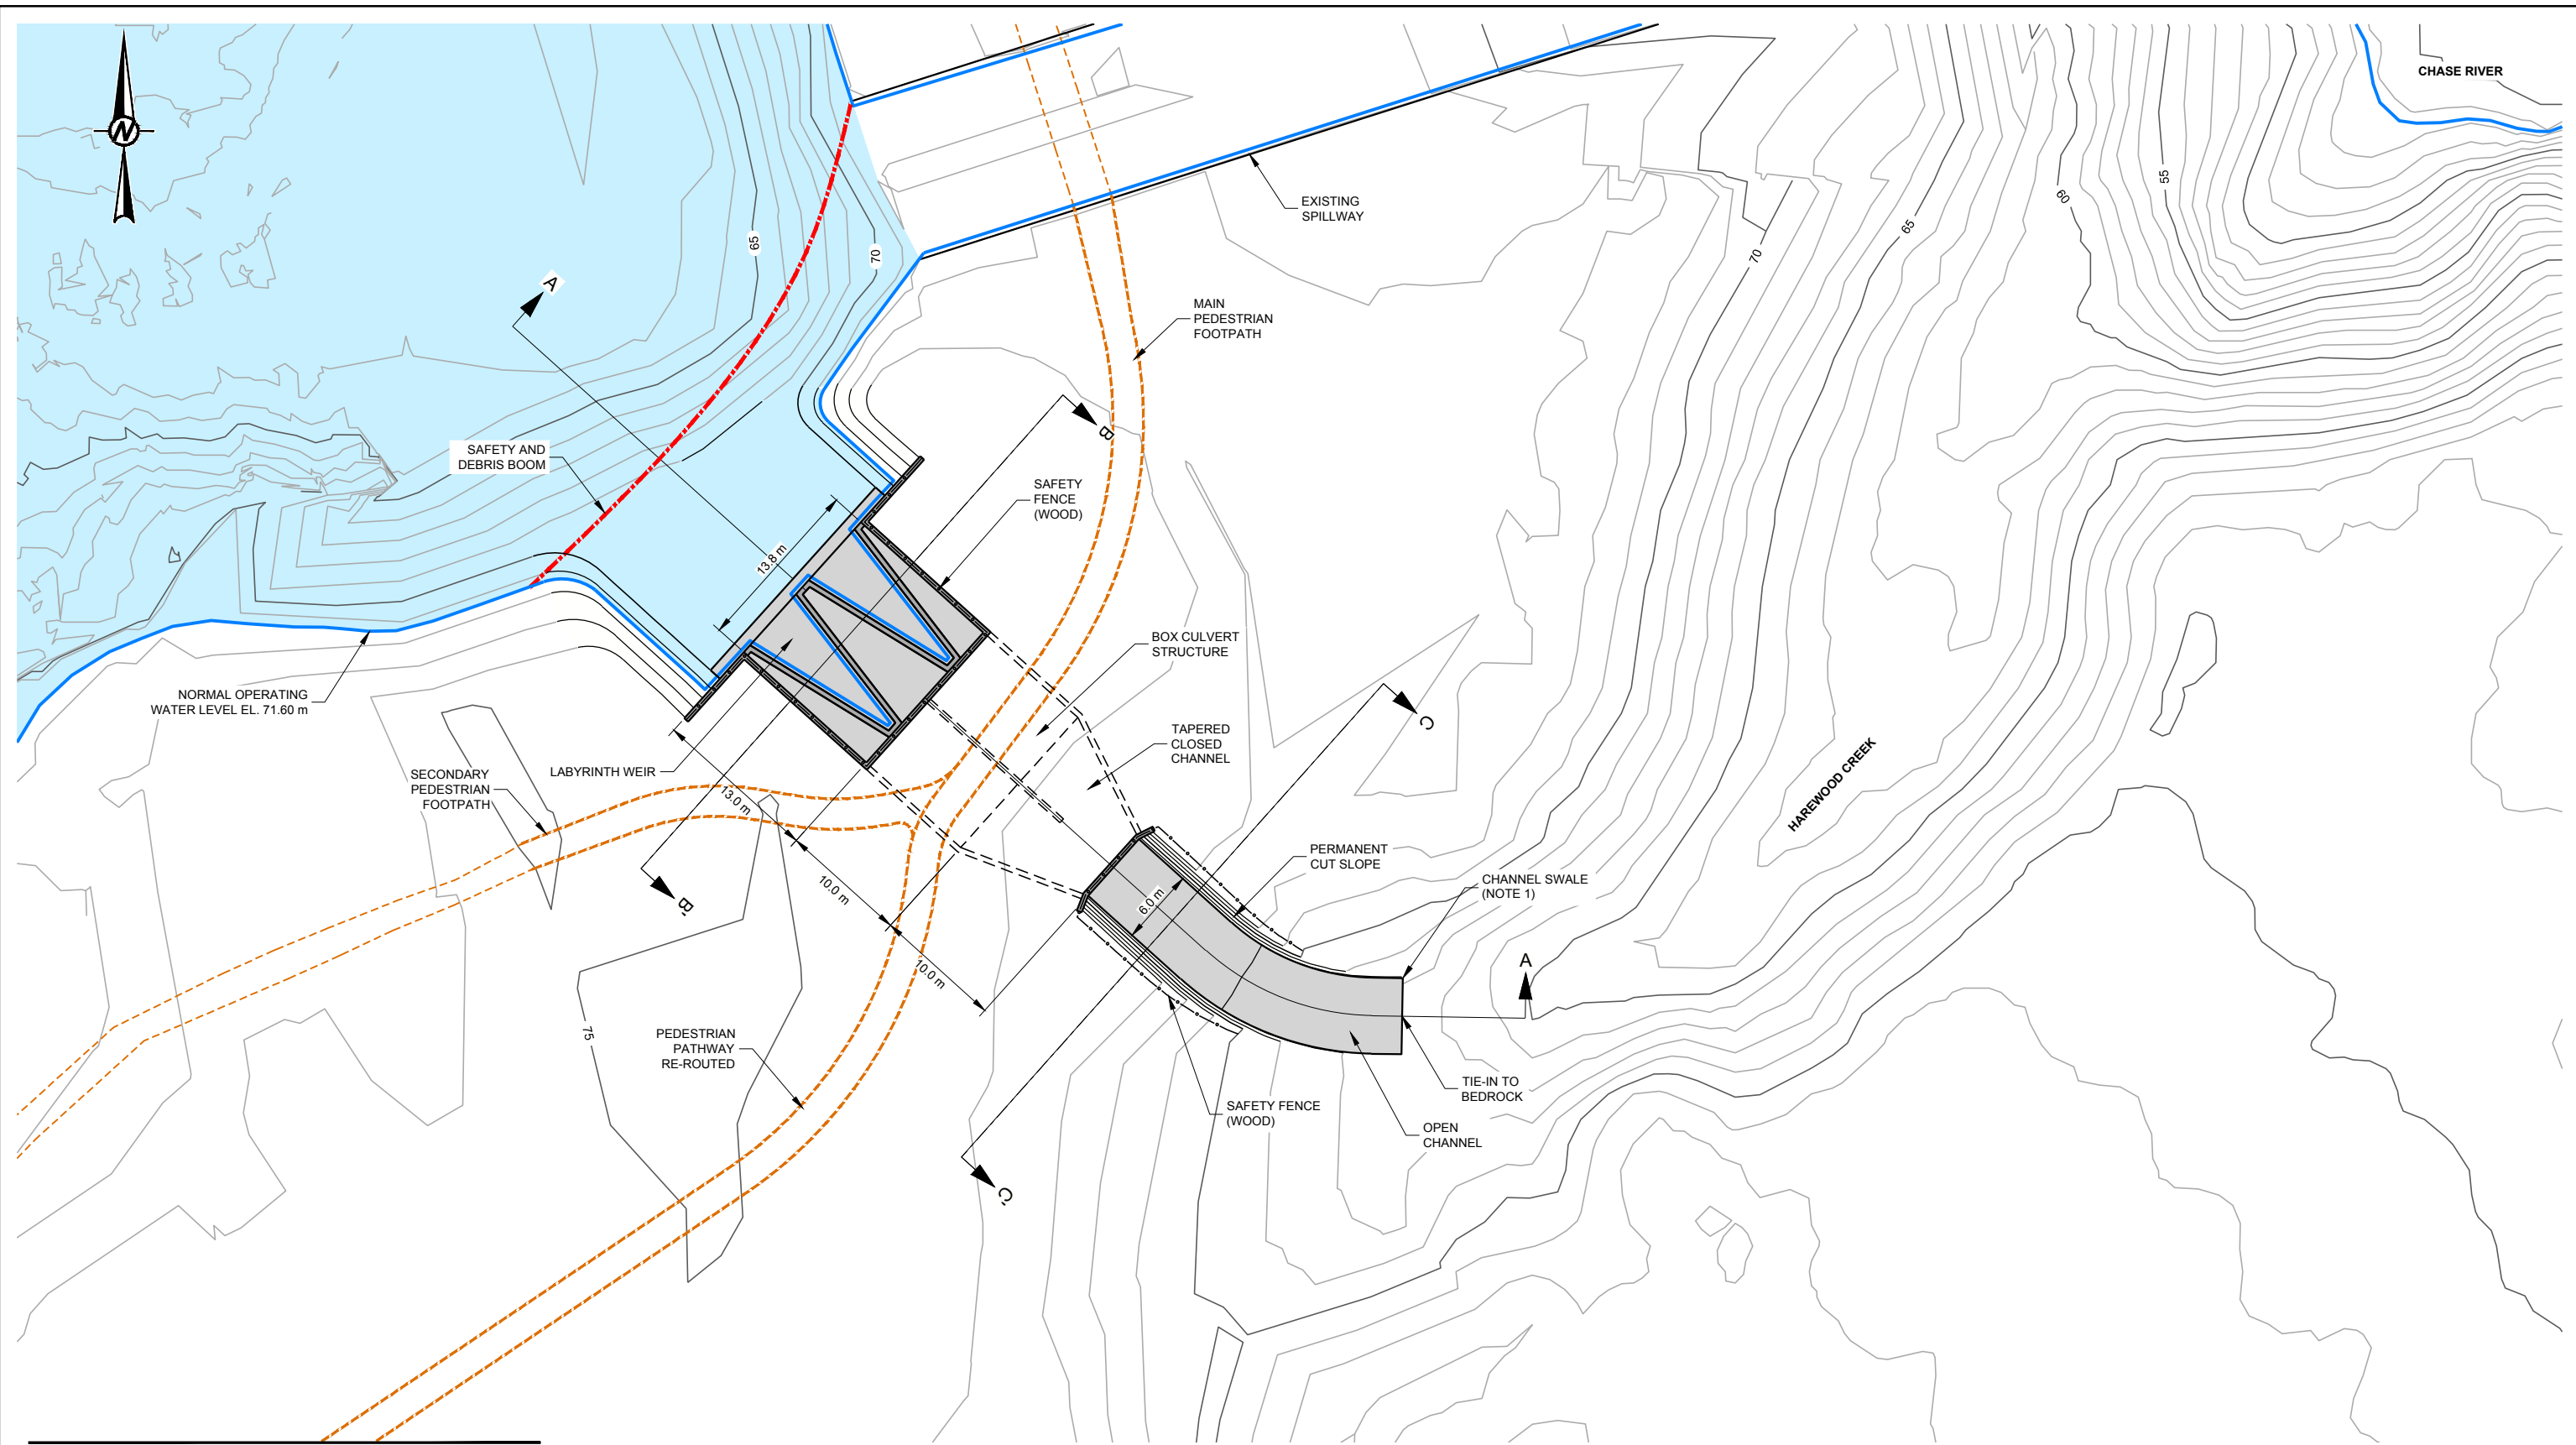 N
CHASE RIVER
55
60
65
70
EXISTING
SPILLWAY
65
70
A
MAIN
PEDESTRIAN
FOOTPATH
B
SAFETY AND
DEBRIS BOOM
SAFETY
FENCE
(WOOD)
13.8 m
BOX CULVERT
STRUCTURE
NORMAL OPERATING
WATER LEVEL EL. 71.60 m
C
TAPERED
CLOSED
CHANNEL
LABYRINTH WEIR
SECONDARY
PEDESTRIAN
FOOTPATH
13.0 m
HAREWOOD CREEK
PERMANENT
CUT SLOPE
CHANNEL SWALE
(NOTE 1)
10.0 m
6.0 m
B'
A
10.0 m
75
PEDESTRIAN
PATHWAY
RE-ROUTED
TIE-IN TO
BEDROCK
SAFETY FENCE
(WOOD)
OPEN
CHANNEL
C'